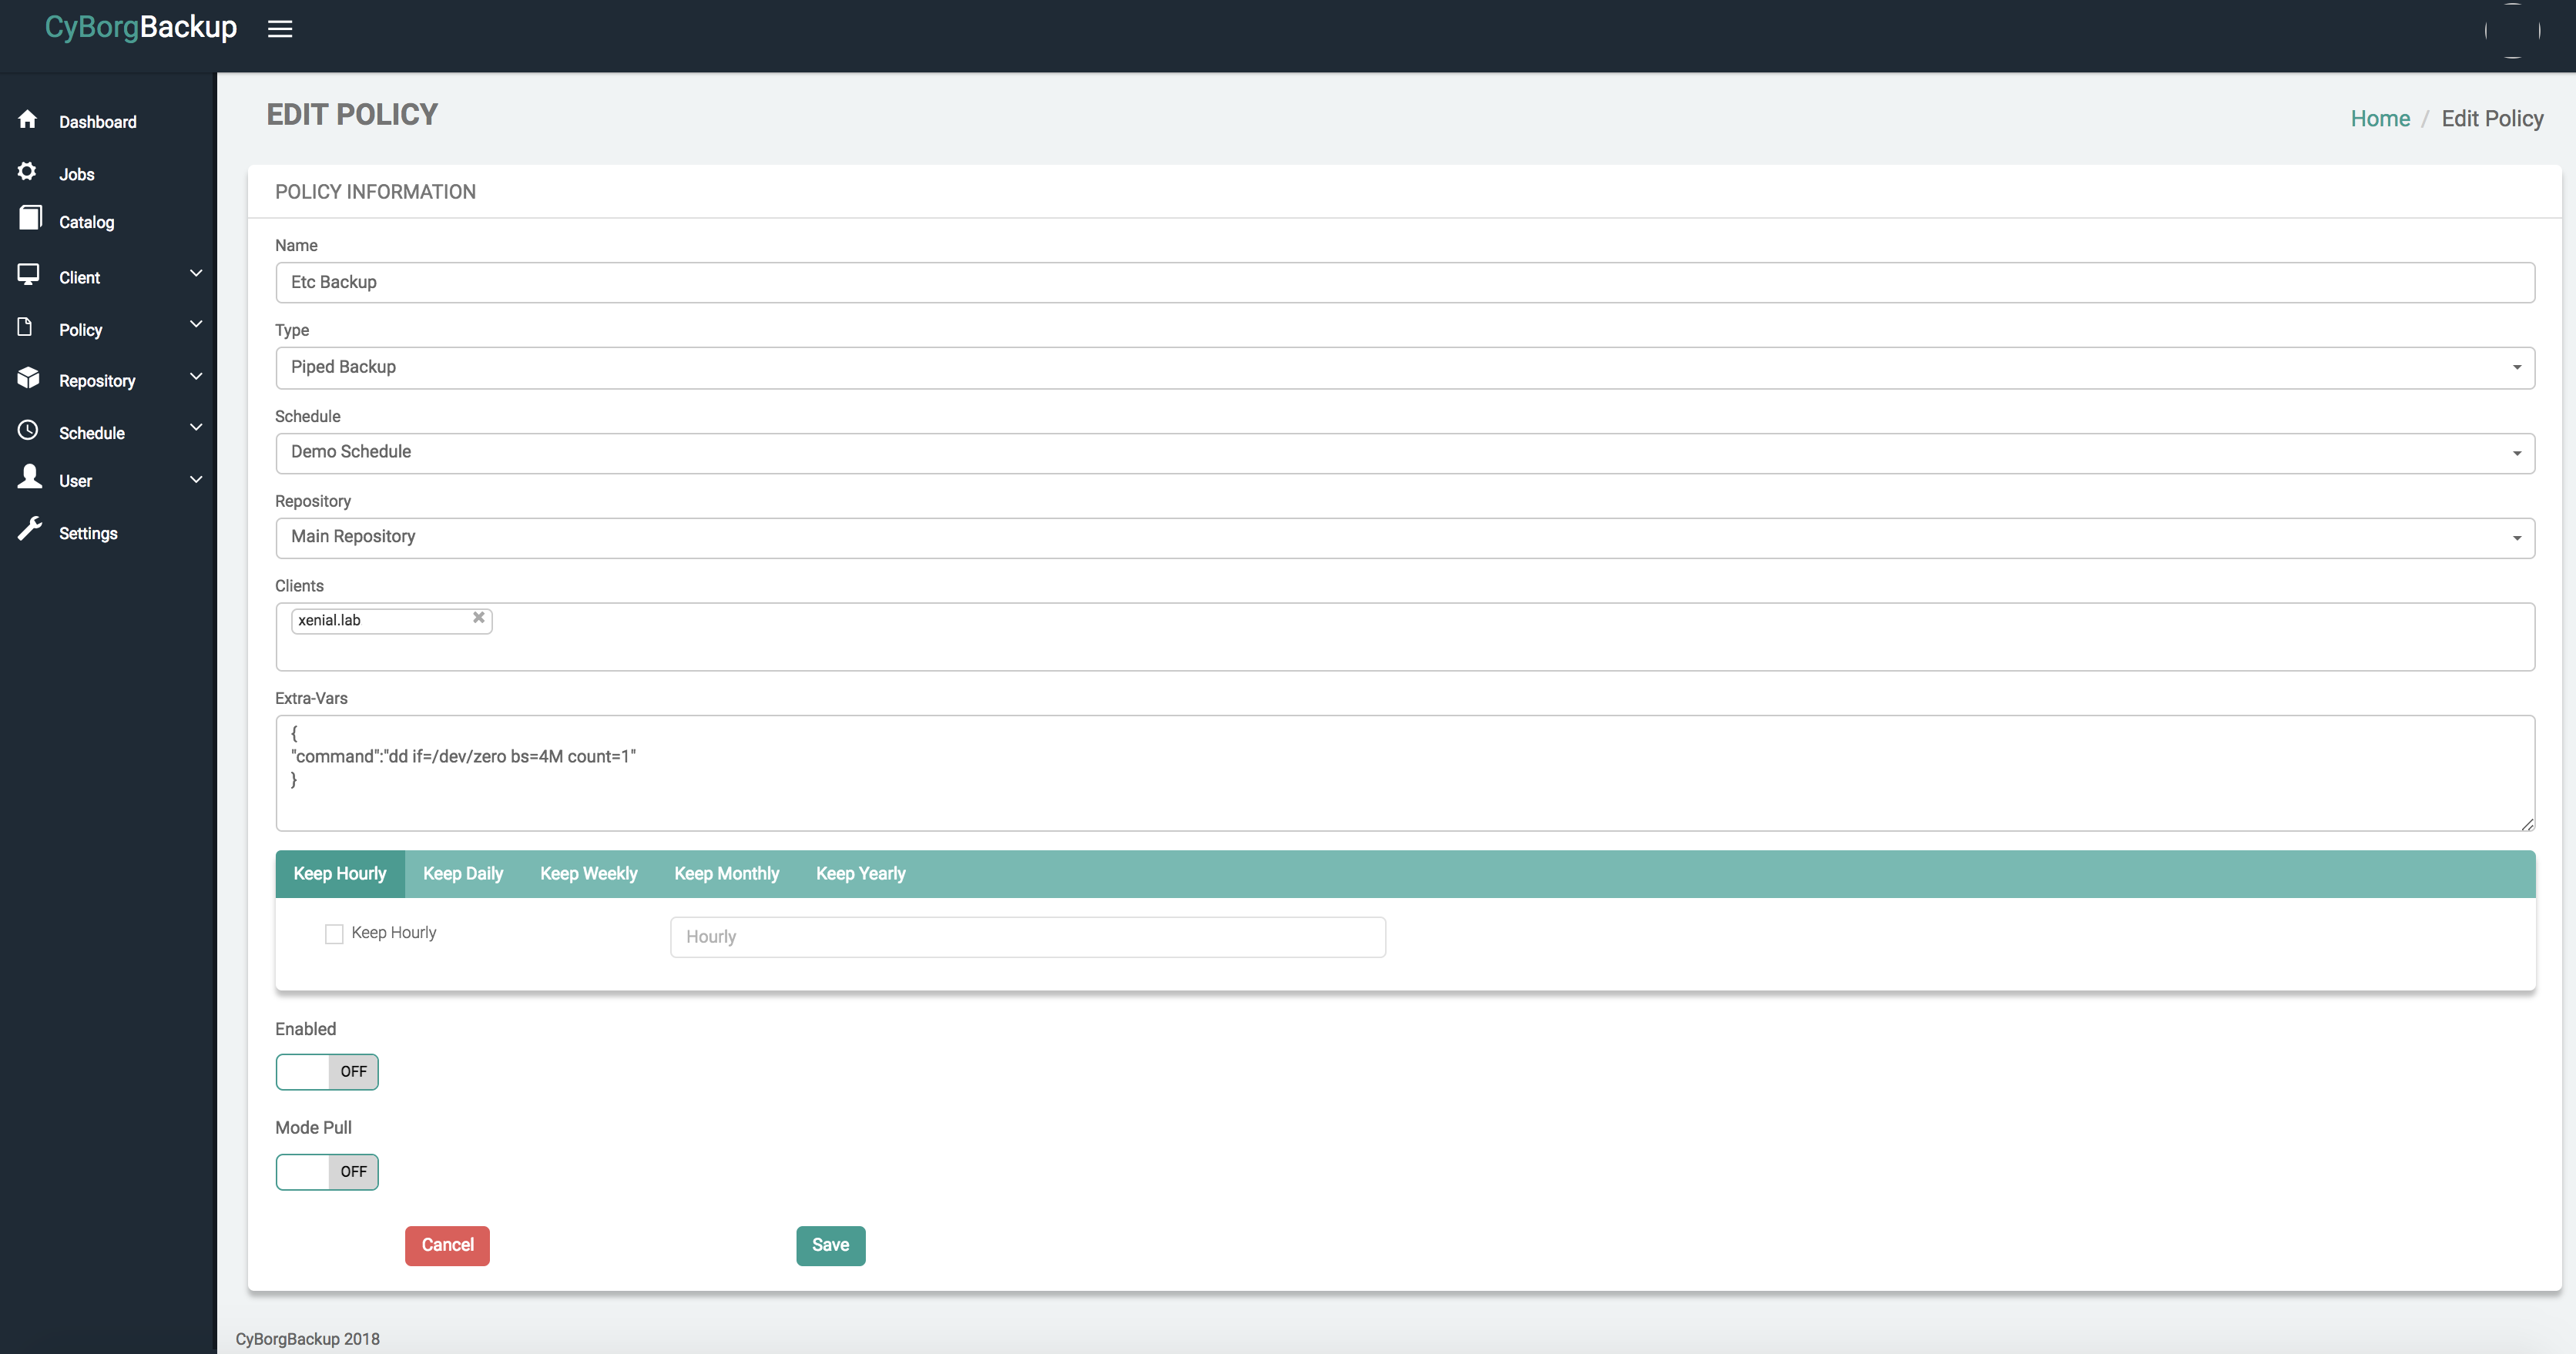 CyBorgBackup
Dashboard
Jobs
Catalog
Client
Policy
Repository
Schedule
User
Settings
EDIT POLICY
Home / Edit Policy
POLICY INFORMATION
Name
Etc Backup
Type
Piped Backup
Schedule
Demo Schedule
Repository
Main Repository
Clients
xenial.lab
Extra-Vars
{
"command":"dd if=/dev/zero bs=4M count=1"
}
Keep Hourly Keep Daily Keep Weekly Keep Monthly Keep Yearly
Keep Hourly Hourly
Enabled
OFF
Mode Pull
OFF
Cancel Save
CyBorgBackup 2018